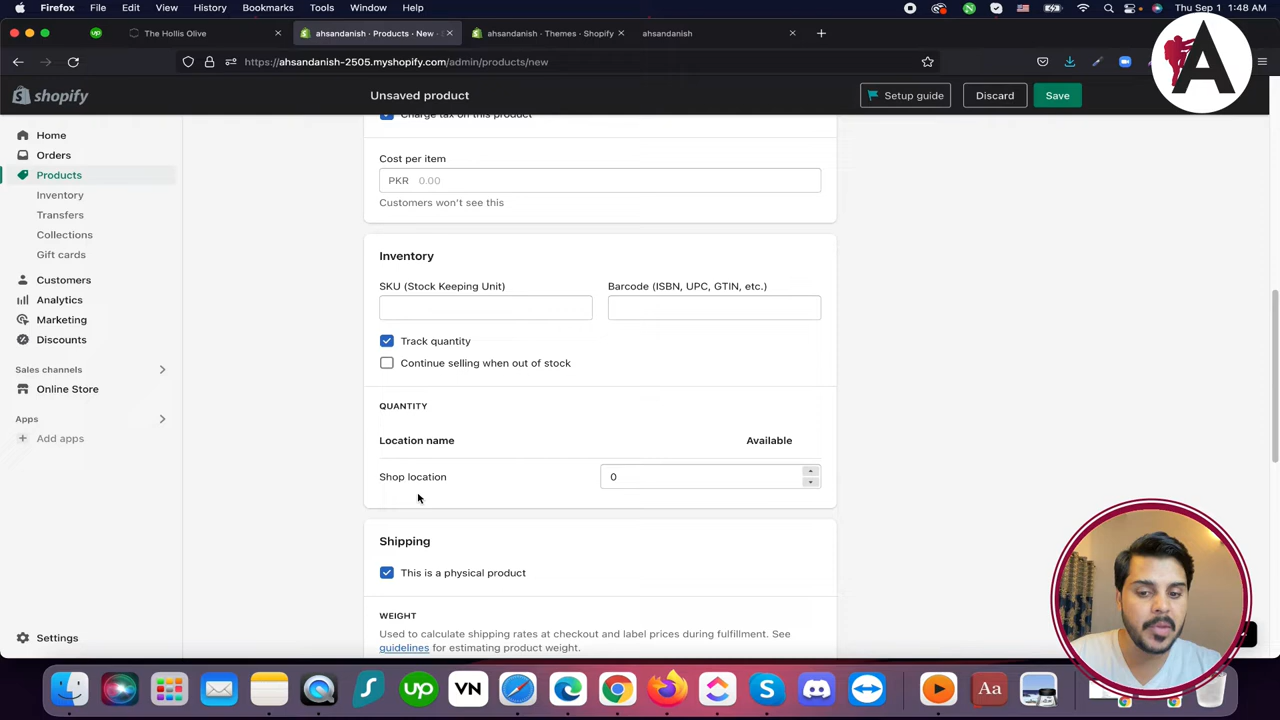 Safari File Edit View History Bookmarks Tools Window Help
Thu Sep 1 1:48 AM
The Hollis Olive
ahsandanish · Products · New ·
ahsandanish · Themes · Shopify
ahsandanish
https://ahsandanish-2505.myshopify.com/admin/products/new
A
shopify
Unsaved product
Setup guide
Discard
Save
Home
Orders
Products
Inventory
Transfers
Collections
Gift cards
Customers
Analytics
Marketing
Discounts
Sales channels
Online Store
Apps
Add apps
Settings
Charge tax on this product
Cost per item
PKR 0.00
Customers won't see this
Inventory
SKU (Stock Keeping Unit)
Barcode (ISBN, UPC, GTIN, etc.)
Track quantity
Continue selling when out of stock
QUANTITY
Location name
Available
Shop location
0
Shipping
This is a physical product
WEIGHT
Used to calculate shipping rates at checkout and label prices during fulfillment. See
guidelines for estimating product weight.
up
VN
S
Aa